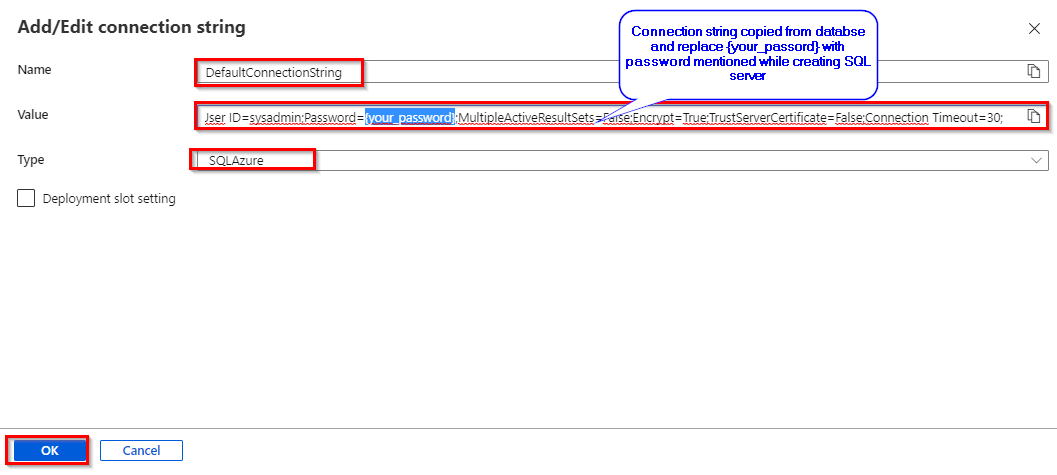 Add/Edit connection string
Connection string copied from databse
and replace {your_passord} with
password mentioned while creating SQL
server
Name
DefaultConnectionString
Value
Jser ID=sysadmin;Password={your_password};MultipleActiveResultSets=False;Encrypt=True;TrustServerCertificate=False;Connection Timeout=30;
Type
SQLAzure
Deployment slot setting
OK
Cancel